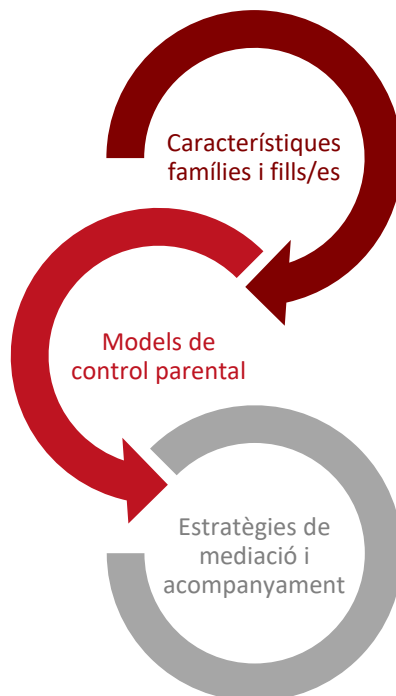 Característiques
famílies i fills/es
Models de
control parental
Estratègies de
mediació i
acompanyament